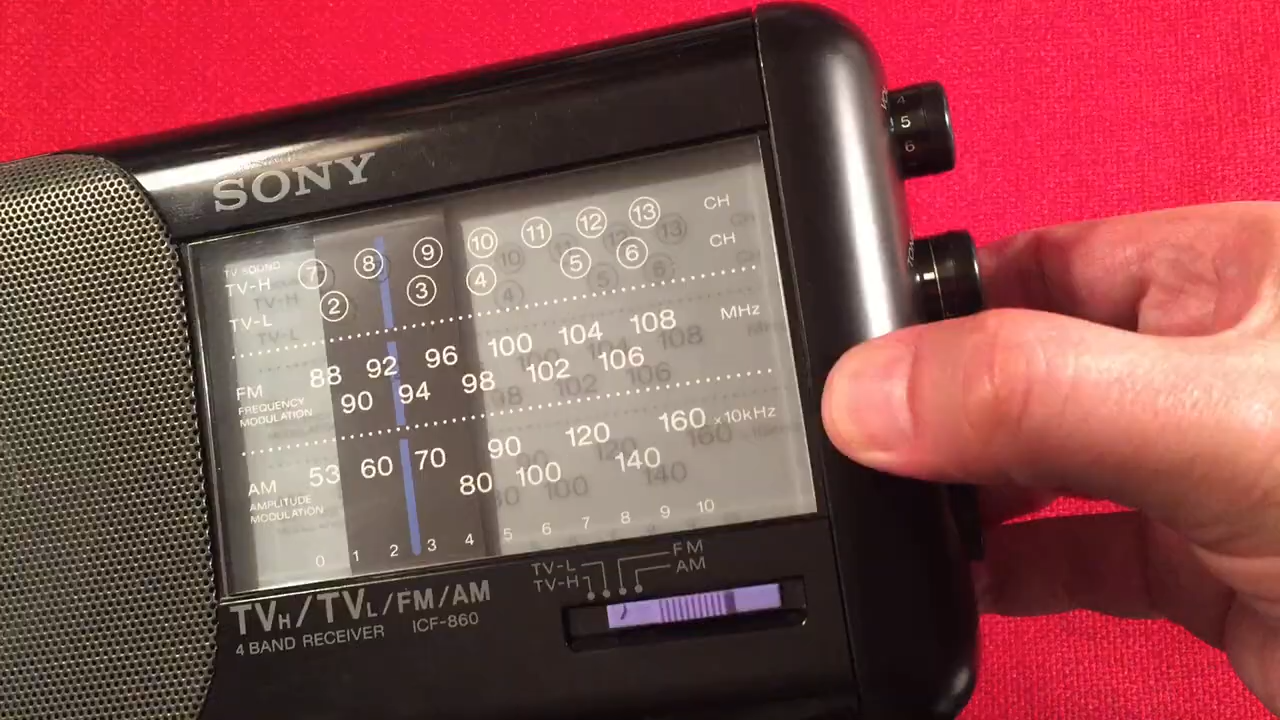 SONY
4
5
6
7 8 9 10 11 12 13 CH
TV SOUND
TV-H
2 3 4 5 6 CH
TV-L
88 92 96 100 104 108 MHz
FM
90 94 98 102 106
FREQUENCY
MODULATION
53 60 70 90 120 160 x10kHz
AM
80 100 140
AMPLITUDE
MODULATION
0 1 2 3 4 5 6 7 8 9 10
TV-L FM
TV-H AM
TVH/TVL/FM/AM
4 BAND RECEIVER ICF-860